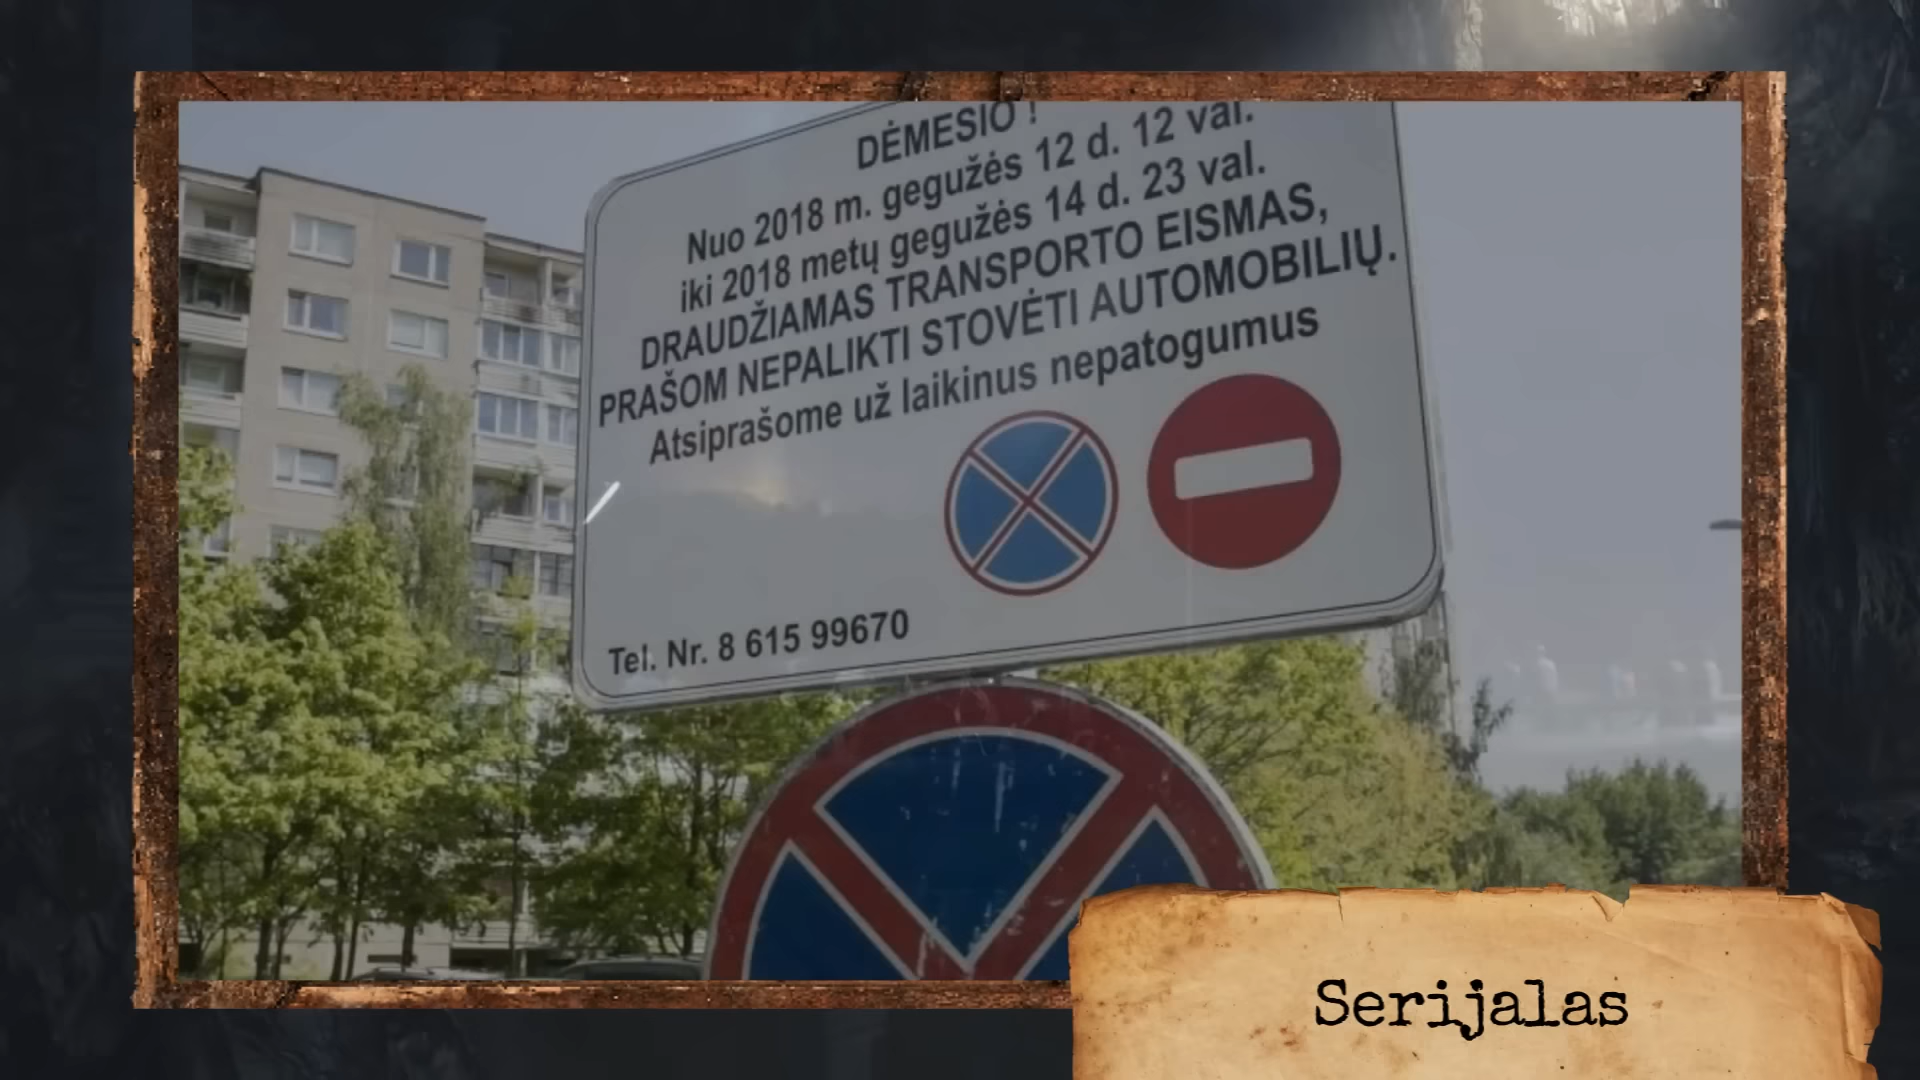 DĖMESIO !
Nuo 2018 m. gegužės 12 d. 12 val.
iki 2018 metų gegužės 14 d. 23 val.
DRAUDŽIAMAS TRANSPORTO EISMAS,
PRAŠOM NEPALIKTI STOVĖTI AUTOMOBILIŲ.
Atsiprašome už laikinus nepatogumus
Tel. Nr. 8 615 99670
Serijalas